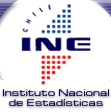 CHILE
INE
Instituto Nacional
de Estadísticas